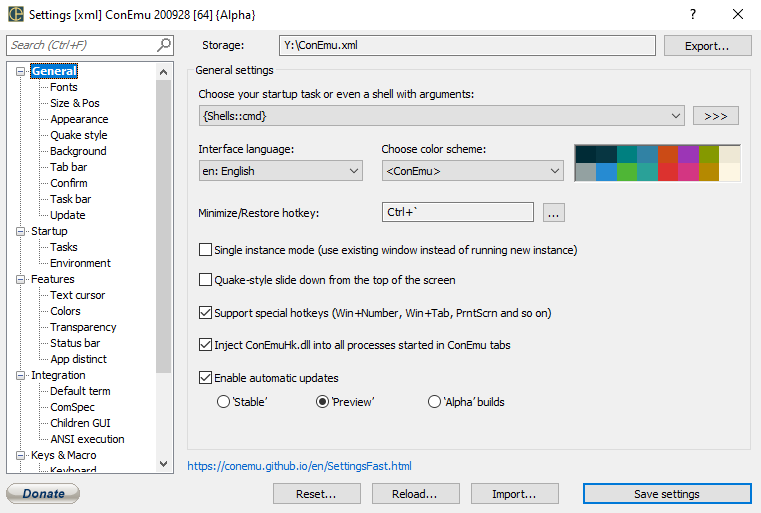 Settings [xml] ConEmu 200928 [64] {Alpha}
?
Search (Ctrl+F)
Storage:
Y:\ConEmu.xml
Export...
General
Fonts
Size & Pos
Appearance
Quake style
Background
Tab bar
Confirm
Task bar
Update
Startup
Tasks
Environment
Features
Text cursor
Colors
Transparency
Status bar
App distinct
Integration
Default term
ComSpec
Children GUI
ANSI execution
Keys & Macro
Keyboard
General settings
Choose your startup task or even a shell with arguments:
{Shells::cmd}
>>>
Interface language:
Choose color scheme:
en: English
<ConEmu>
Minimize/Restore hotkey:
Ctrl+`
...
Single instance mode (use existing window instead of running new instance)
Quake-style slide down from the top of the screen
Support special hotkeys (Win+Number, Win+Tab, PrntScrn and so on)
Inject ConEmuHk.dll into all processes started in ConEmu tabs
Enable automatic updates
‘Stable’
‘Preview’
‘Alpha’ builds
https://conemu.github.io/en/SettingsFast.html
Donate
Reset...
Reload...
Import...
Save settings